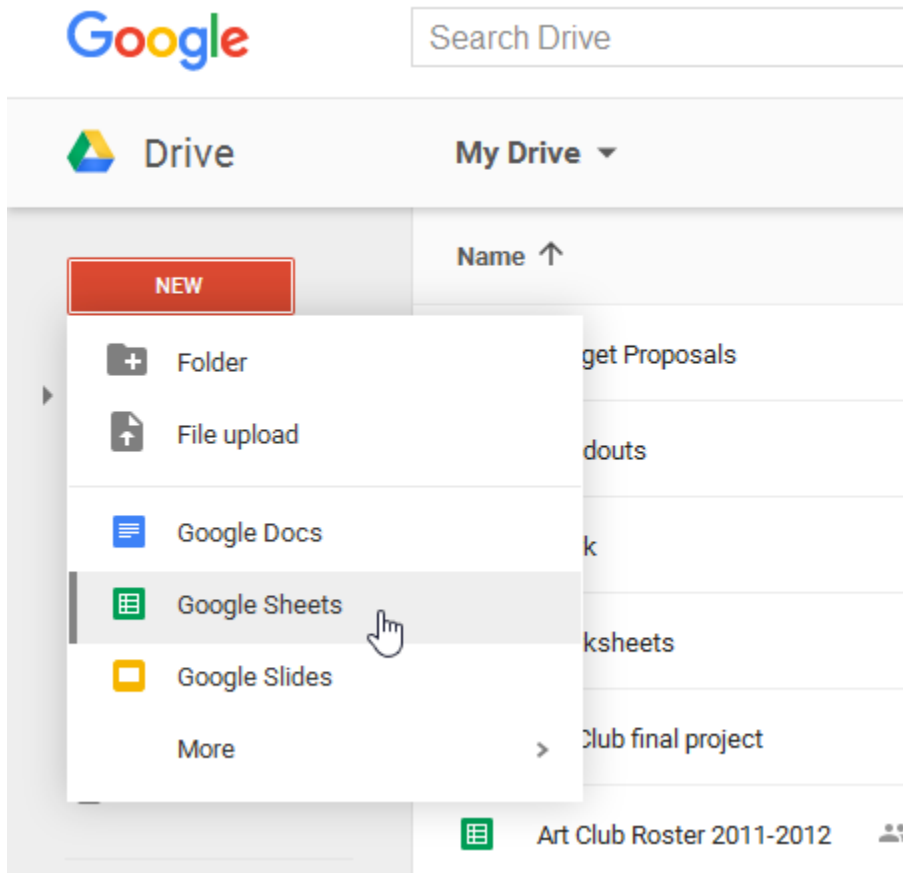 Google
Search Drive
Drive
My Drive
Name
NEW
Folder
get Proposals
File upload
douts
Google Docs
k
Google Sheets
ksheets
Google Slides
Club final project
More
Art Club Roster 2011-2012